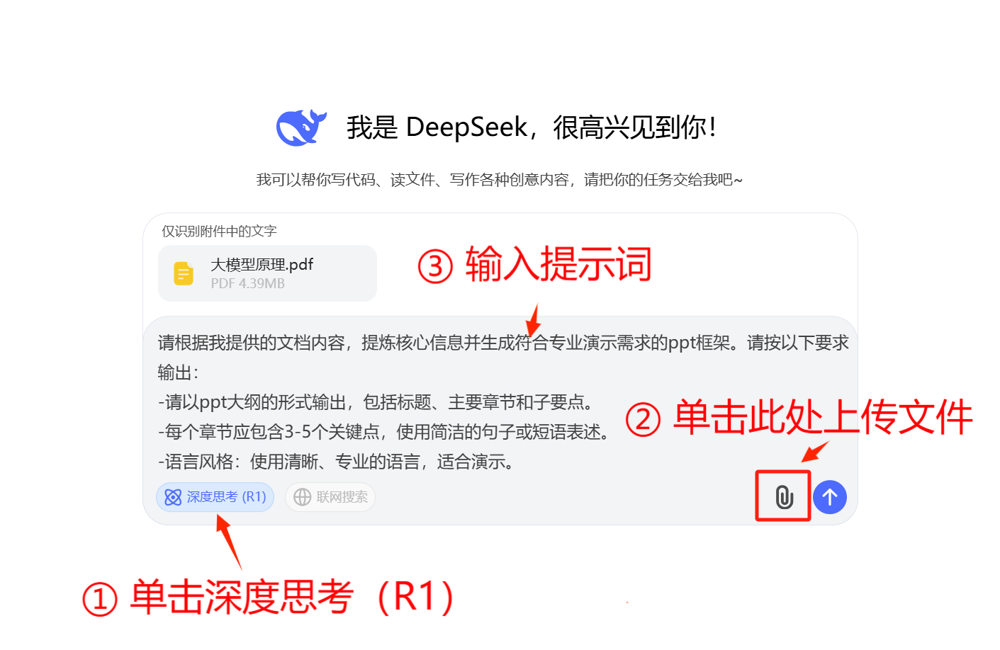 我是 DeepSeek，很高兴见到你！
我可以帮你写代码、读文件、写作各种创意内容，请把你的任务交给我吧~
仅识别附件中的文字
大模型原理.pdf
PDF 4.39MB
③ 输入提示词
请根据我提供的文档内容，提炼核心信息并生成符合专业演示需求的ppt框架。请按以下要求
输出：
-请以ppt大纲的形式输出，包括标题、主要章节和子要点。
② 单击此处上传文件
-每个章节应包含3-5个关键点，使用简洁的句子或短语表述。
-语言风格：使用清晰、专业的语言，适合演示。
深度思考 (R1)
联网搜索
① 单击深度思考（R1）